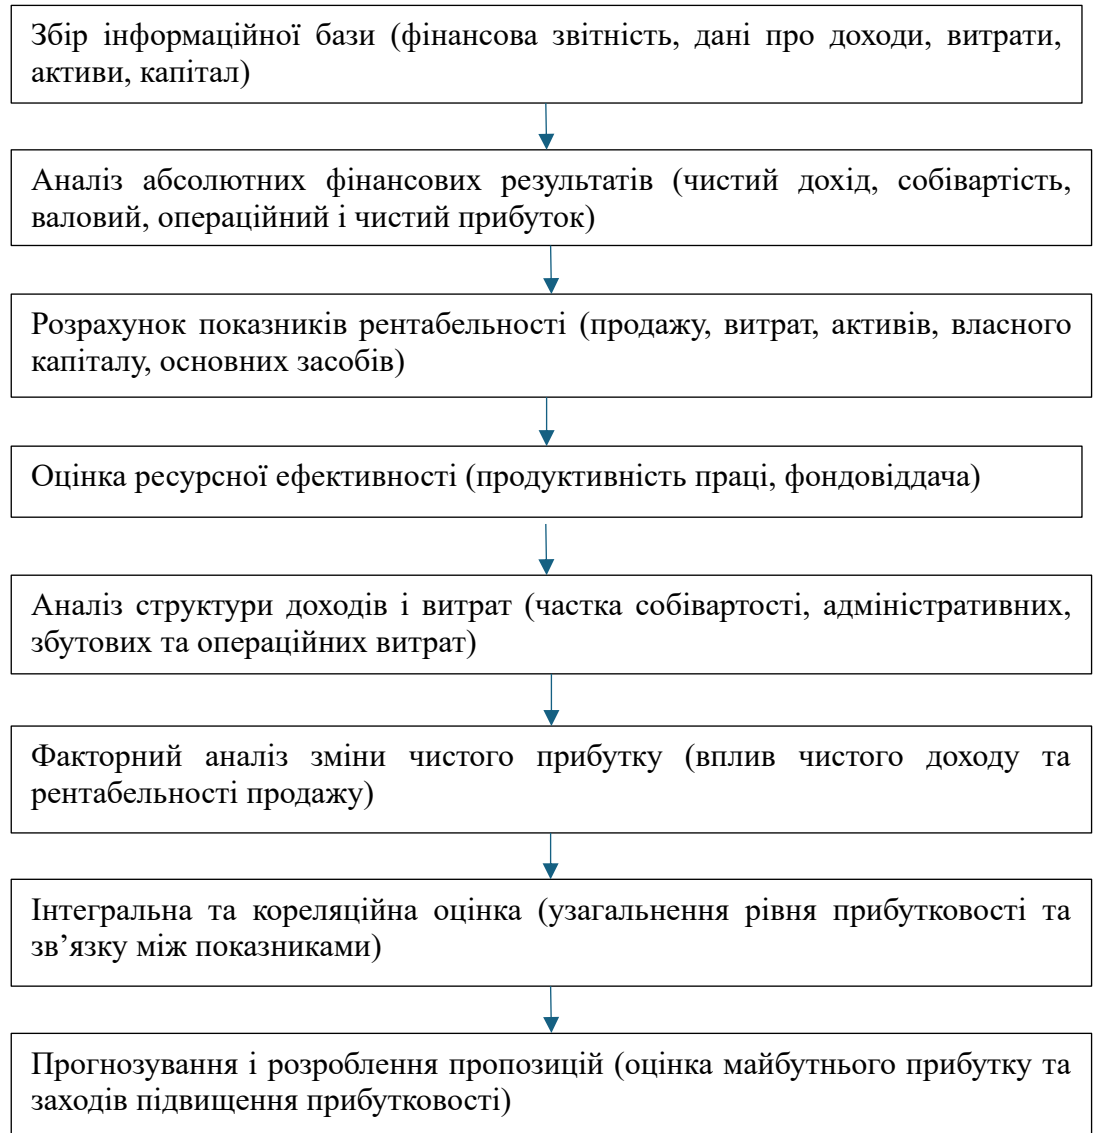 Збір інформаційної бази (фінансова звітність, дані про доходи, витрати,
активи, капітал)
Аналіз абсолютних фінансових результатів (чистий дохід, собівартість,
валовий, операційний і чистий прибуток)
Розрахунок показників рентабельності (продажу, витрат, активів, власного
капіталу, основних засобів)
Оцінка ресурсної ефективності (продуктивність праці, фондовіддача)
Аналіз структури доходів і витрат (частка собівартості, адміністративних,
збутових та операційних витрат)
Факторний аналіз зміни чистого прибутку (вплив чистого доходу та
рентабельності продажу)
Інтегральна та кореляційна оцінка (узагальнення рівня прибутковості та
зв’язку між показниками)
Прогнозування і розроблення пропозицій (оцінка майбутнього прибутку та
заходів підвищення прибутковості)